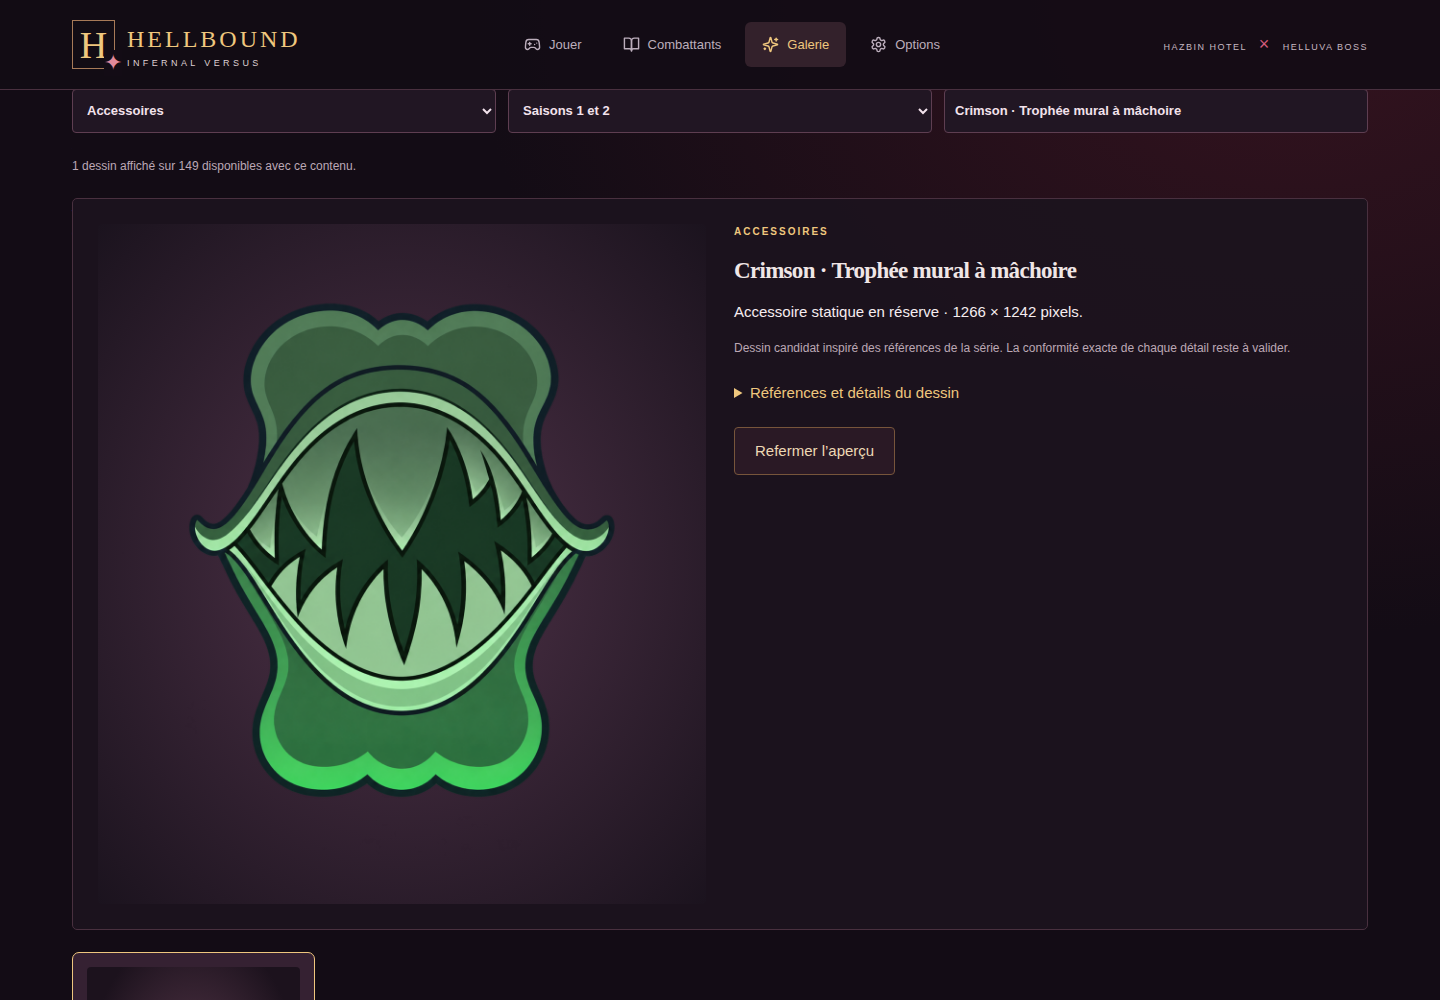 H
HELLBOUND
INFERNAL VERSUS
Jouer
Combattants
Galerie
Options
HAZBIN HOTEL × HELLUVA BOSS
Accessoires
Saisons 1 et 2
Crimson · Trophée mural à mâchoire
1 dessin affiché sur 149 disponibles avec ce contenu.
ACCESSOIRES
Crimson · Trophée mural à mâchoire
Accessoire statique en réserve · 1266 × 1242 pixels.
Dessin candidat inspiré des références de la série. La conformité exacte de chaque détail reste à valider.
Références et détails du dessin
Refermer l’aperçu